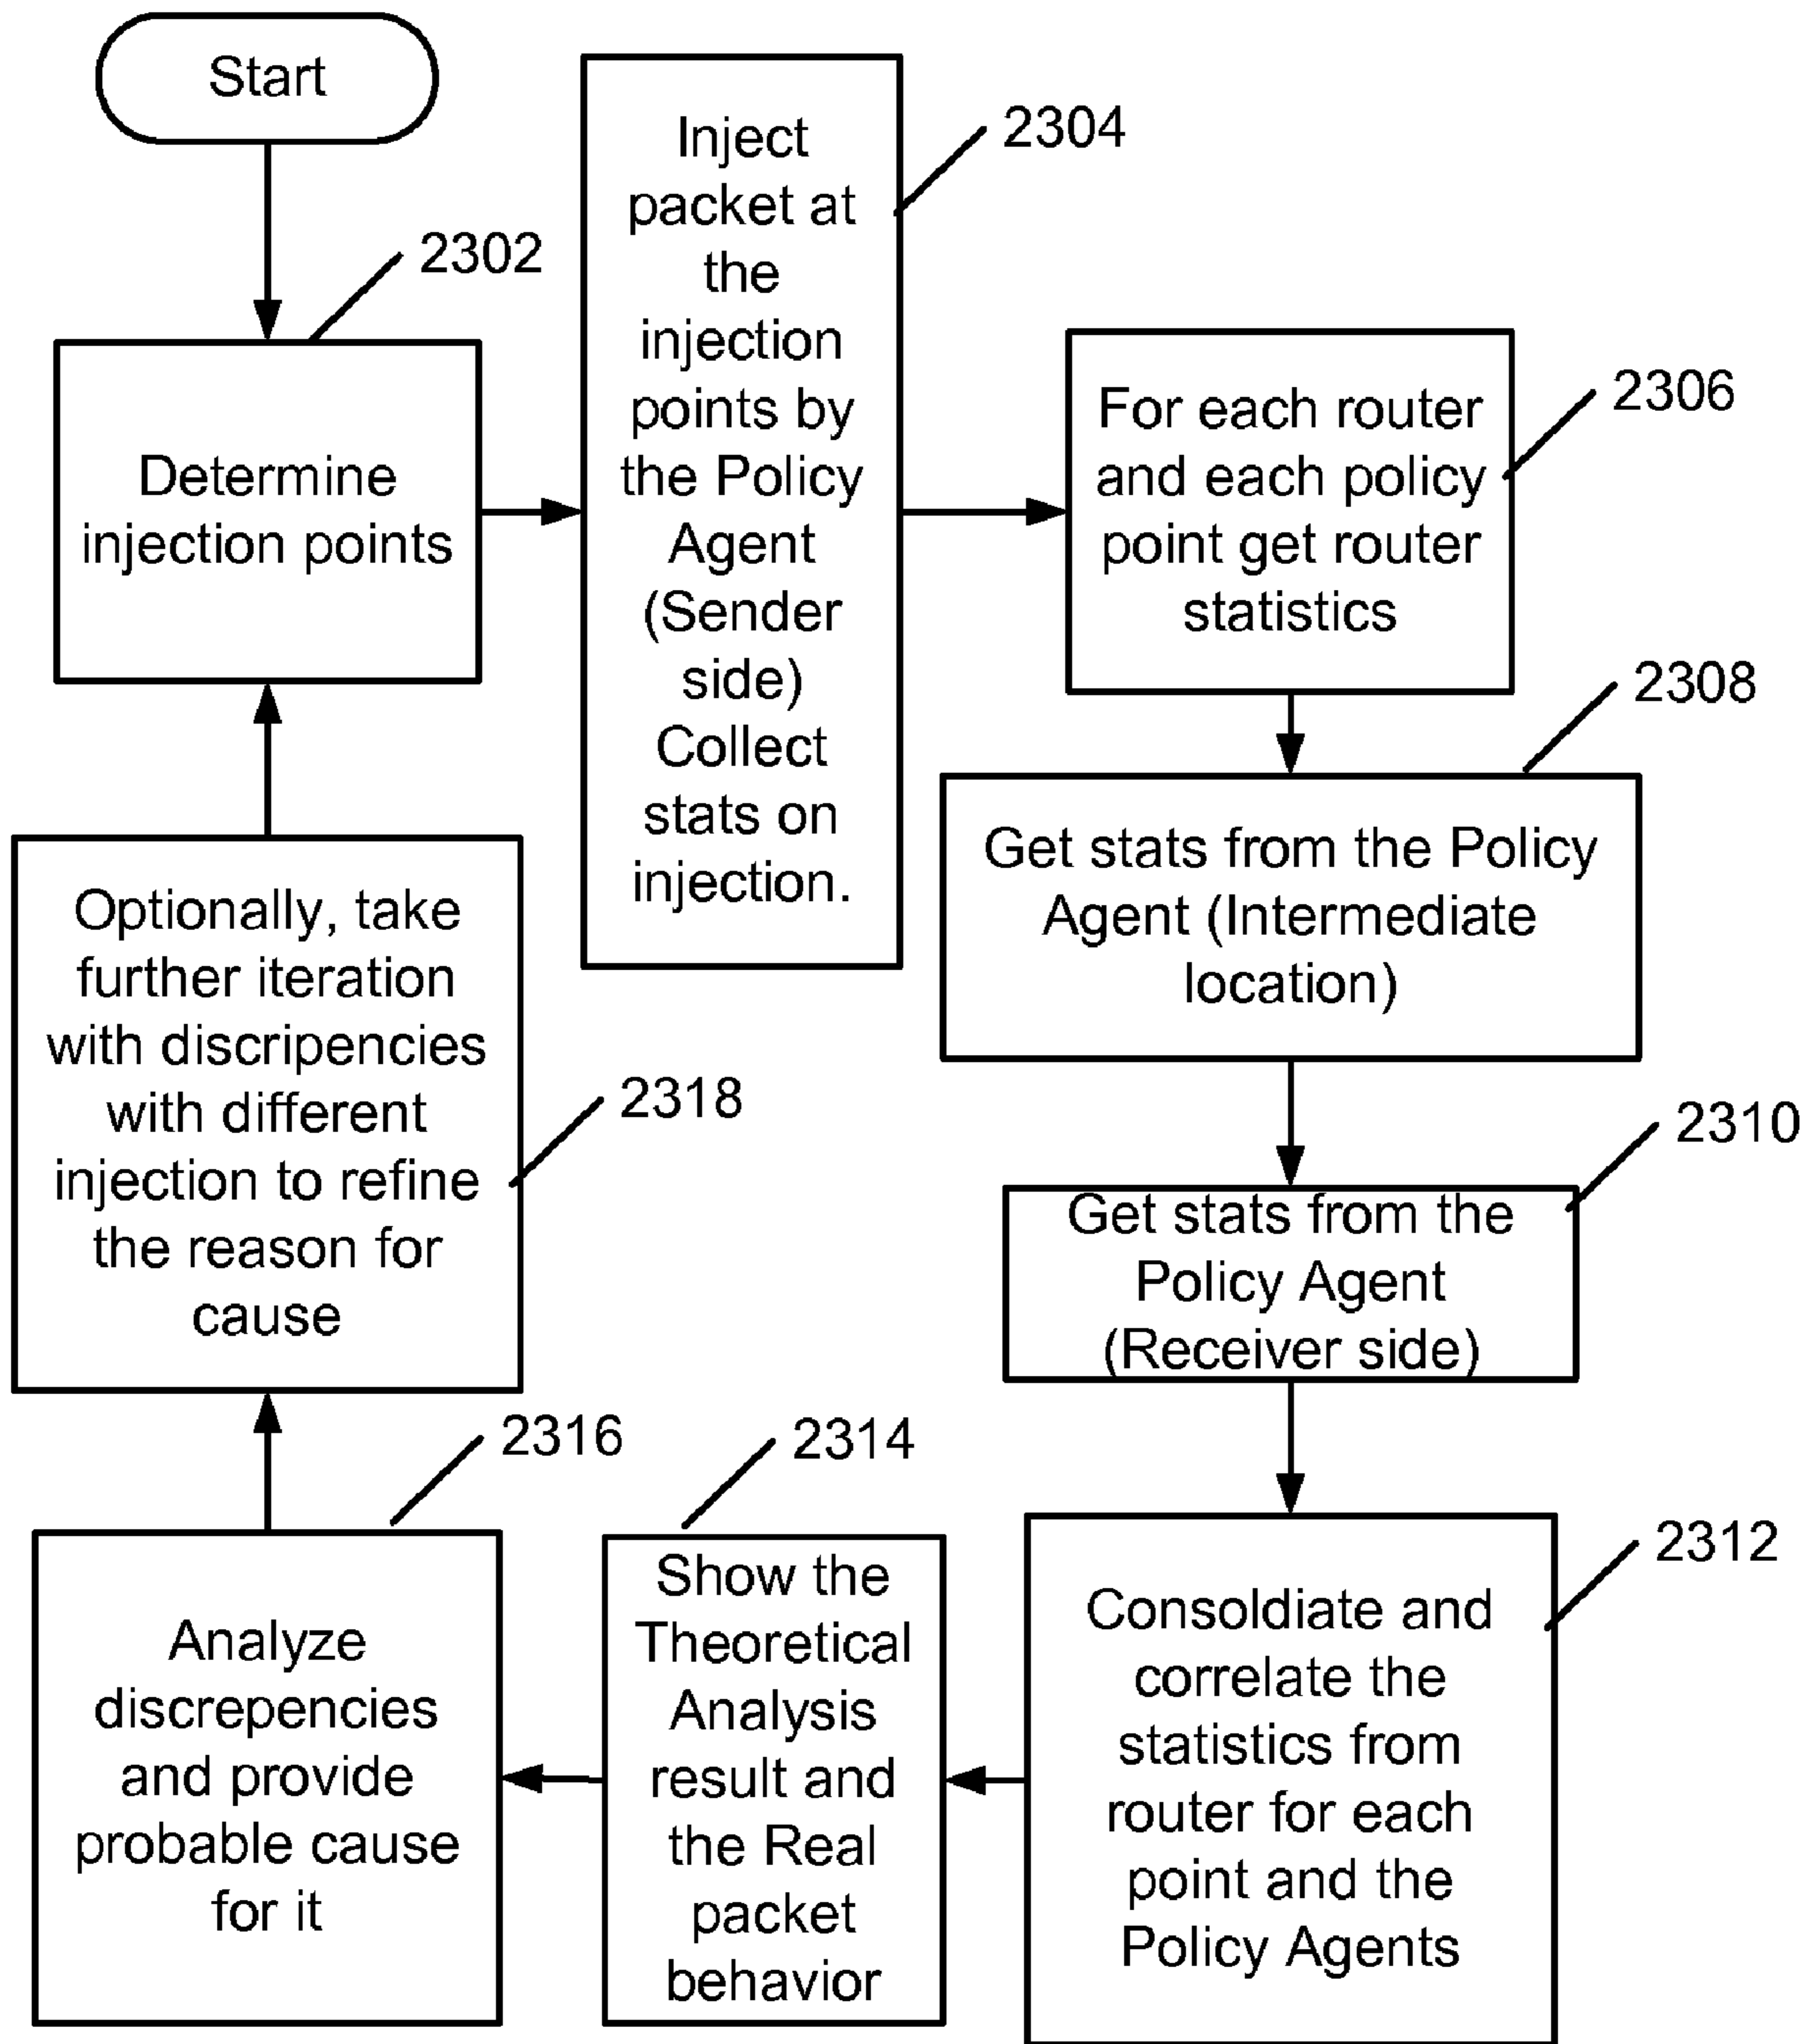 Start
2302
Determine
injection points
2304
Inject
packet at
the
injection
points by
the Policy
Agent
(Sender
side)
Collect
stats on
injection.
2306
For each router
and each policy
point get router
statistics
2308
Get stats from the Policy
Agent (Intermediate
location)
2310
Get stats from the
Policy Agent
(Receiver side)
2312
Consoldiate and
correlate the
statistics from
router for each
point and the
Policy Agents
2314
Show the
Theoretical
Analysis
result and
the Real
packet
behavior
2316
Analyze
discrepencies
and provide
probable cause
for it
2318
Optionally, take
further iteration
with discripencies
with different
injection to refine
the reason for
cause